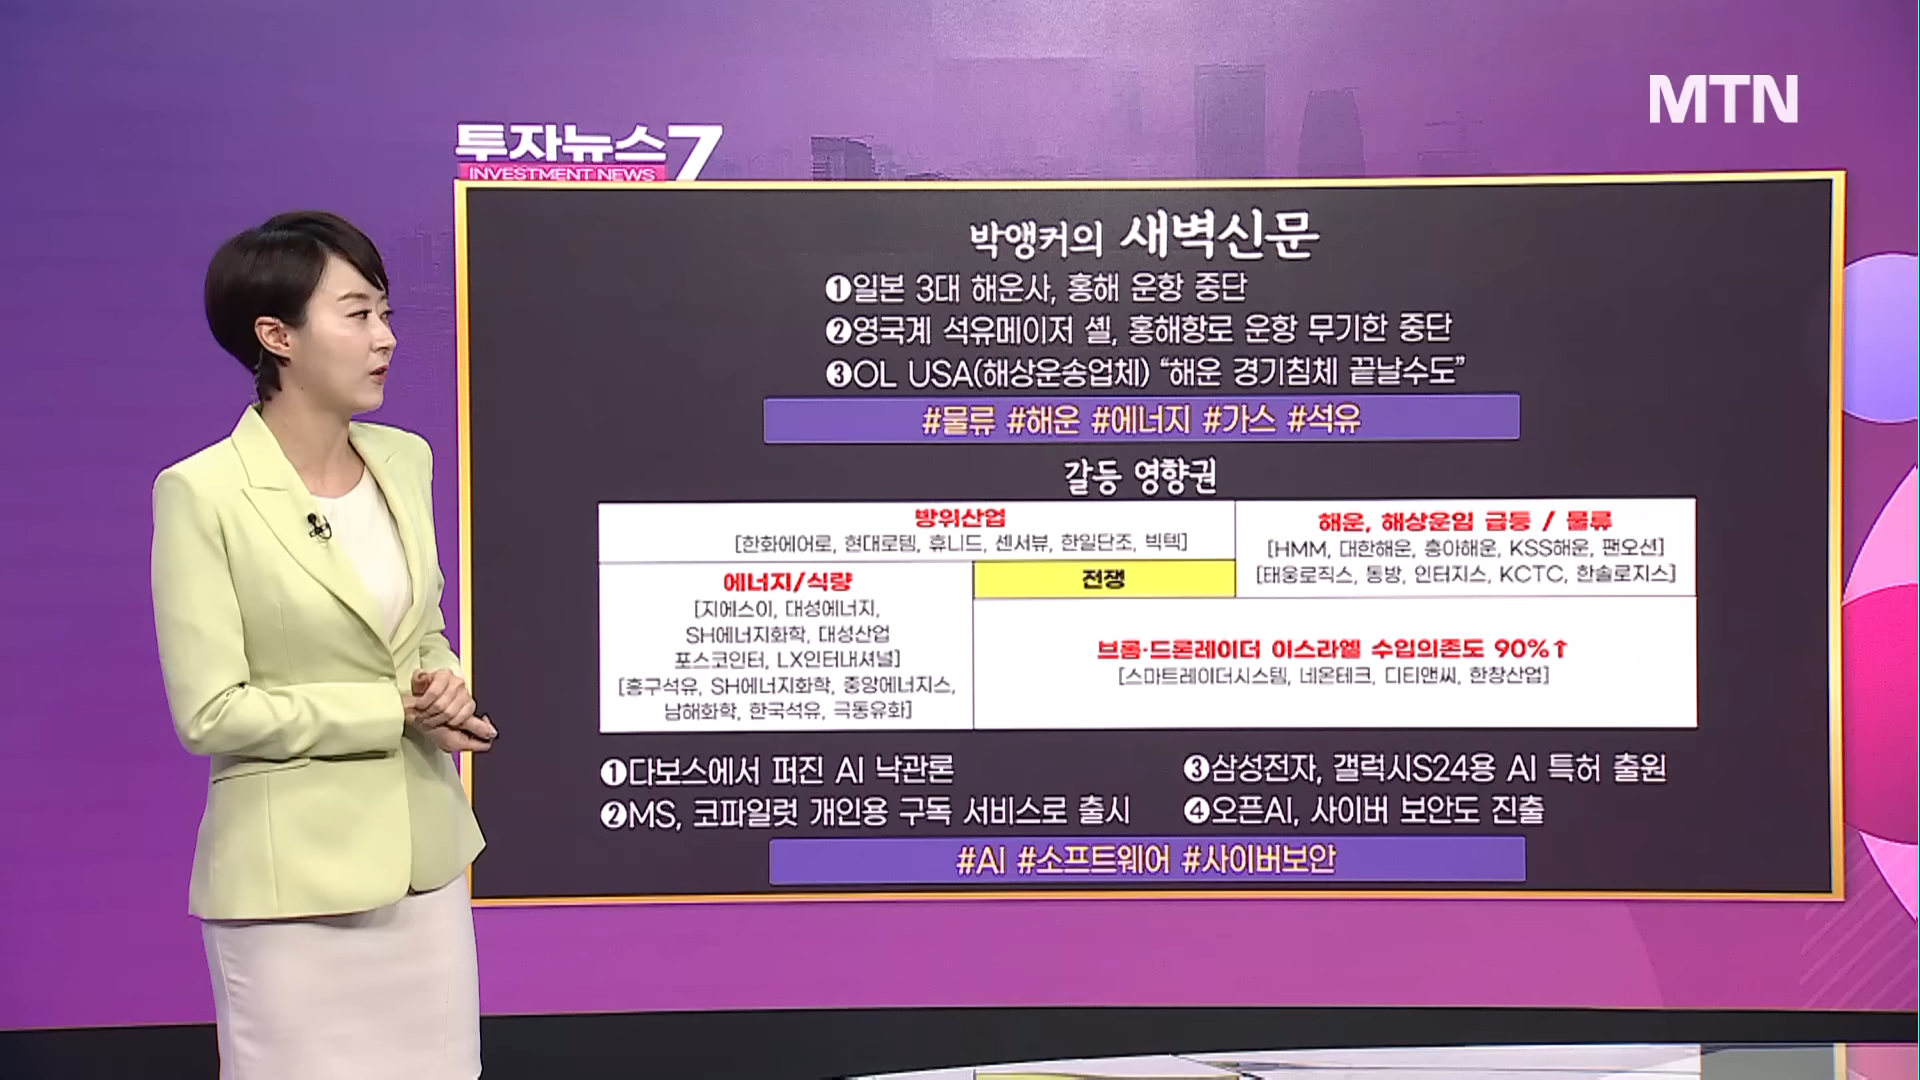 MTN
투자뉴스7
INVESTMENT NEWS
박앵커의 새벽신문
❶일본 3대 해운사, 홍해 운항 중단
❷영국계 석유메이저 셸, 홍해항로 운항 무기한 중단
❸OL USA(해상운송업체) “해운 경기침체 끝날수도”
#물류 #해운 #에너지 #가스 #석유
갈등 영향권
방위산업
[한화에어로, 현대로템, 휴니드, 센서뷰, 한일단조, 빅텍]
해운, 해상운임 급등 / 물류
[HMM, 대한해운, 흥아해운, KSS해운, 팬오션]
[태웅로직스, 동방, 인터지스, KCTC, 한솔로지스]
에너지/식량
[지에스이, 대성에너지,
SH에너지화학, 대성산업
포스코인터, LX인터내셔널]
[흥구석유, SH에너지화학, 중앙에너지스,
남해화학, 한국석유, 극동유화]
전쟁
브롬·드론레이더 이스라엘 수입의존도 90%↑
[스마트레이더시스템, 네온테크, 디티앤씨, 한창산업]
❶다보스에서 퍼진 AI 낙관론
❷MS, 코파일럿 개인용 구독 서비스로 출시
❸삼성전자, 갤럭시S24용 AI 특허 출원
❹오픈AI, 사이버 보안도 진출
#AI #소프트웨어 #사이버보안